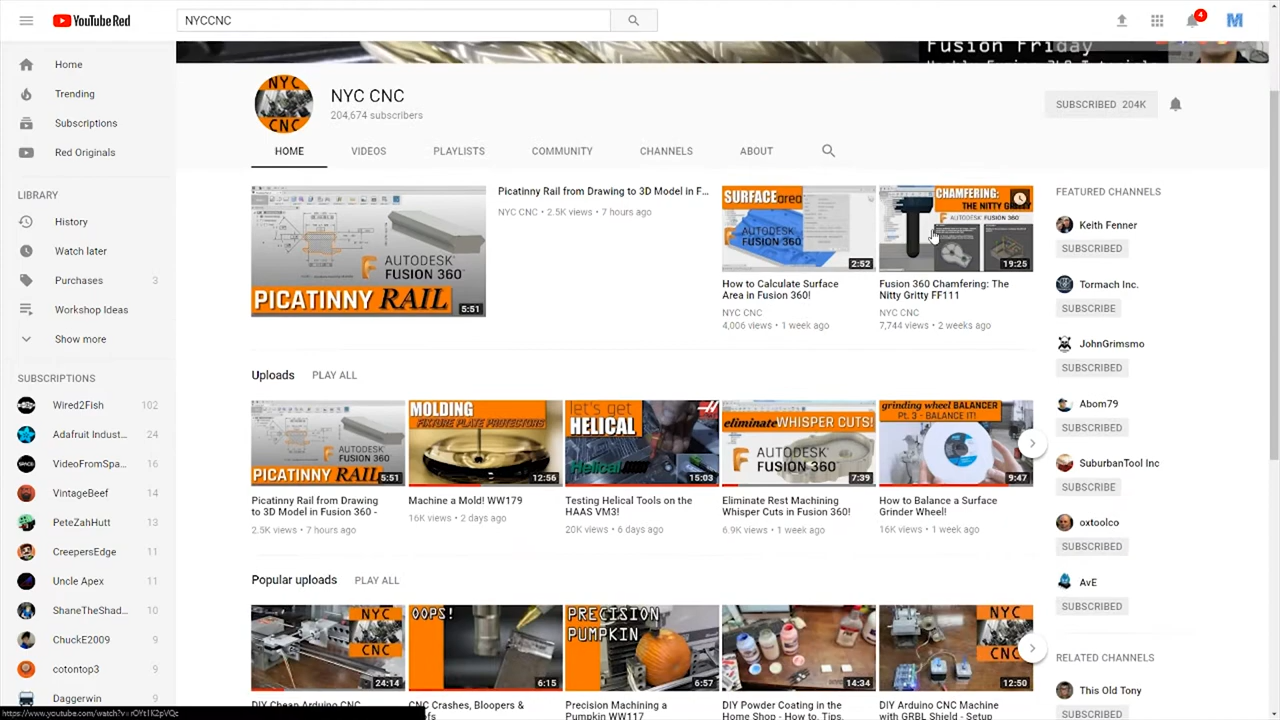 YouTube Red
NYCCNC
4
M
Home
Trending
Subscriptions
Red Originals
LIBRARY
History
Watch later
Purchases 3
Workshop Ideas
Show more
SUBSCRIPTIONS
Wired2Fish 102
Adafruit Indust... 24
VideoFromSpa... 16
VintageBeef 14
PeteZahHutt 13
CreepersEdge 11
Uncle Apex 11
ShaneTheShad... 10
ChuckE2009 9
cotontop3 9
Daggerwin 9
Fusion Friday
NYC
CNC
NYC CNC
204,674 subscribers
SUBSCRIBED 204K
HOME VIDEOS PLAYLISTS COMMUNITY CHANNELS ABOUT
AUTODESK
FUSION 360
PICATINNY RAIL
5:51
Picatinny Rail from Drawing to 3D Model in F...
NYC CNC • 2.5K views • 7 hours ago
SURFACE area
AUTODESK
FUSION 360
2:52
How to Calculate Surface
Area in Fusion 360!
NYC CNC
4,006 views • 1 week ago
CHAMFERING:
THE NITTY GRITTY
AUTODESK FUSION 360
19:25
Fusion 360 Chamfering: The
Nitty Gritty FF111
NYC CNC
7,744 views • 2 weeks ago
Uploads PLAY ALL
AUTODESK
FUSION 360
PICATINNY RAIL
5:51
Picatinny Rail from Drawing
to 3D Model in Fusion 360 -
2.5K views • 7 hours ago
MOLDING
FIXTURE PLATE PROTECTORS
12:56
Machine a Mold! WW179
16K views • 2 days ago
let's get
HELICAL
Helical
15:03
Testing Helical Tools on the
HAAS VM3!
20K views • 6 days ago
eliminate WHISPER CUTS!
AUTODESK
FUSION 360
7:39
Eliminate Rest Machining
Whisper Cuts in Fusion 360!
6.9K views • 1 week ago
grinding wheel BALANCER
Pt. 3 - BALANCE IT!
9:47
How to Balance a Surface
Grinder Wheel!
16K views • 1 week ago
Popular uploads PLAY ALL
NYC
CNC
24:14
DIY Cheap Arduino CNC
OOPS!
6:15
CNC Crashes, Bloopers &
PRECISION
PUMPKIN
6:57
Precision Machining a
Pumpkin WW117
14:34
DIY Powder Coating in the
Home Shop - How to, Tips,
NYC
CNC
12:50
DIY Arduino CNC Machine
with GRBL Shield - Setup
FEATURED CHANNELS
Keith Fenner
SUBSCRIBED
Tormach Inc.
SUBSCRIBE
JohnGrimsmo
SUBSCRIBED
Abom79
SUBSCRIBED
SuburbanTool Inc
SUBSCRIBE
oxtoolco
SUBSCRIBED
AvE
SUBSCRIBED
RELATED CHANNELS
This Old Tony
SUBSCRIBED